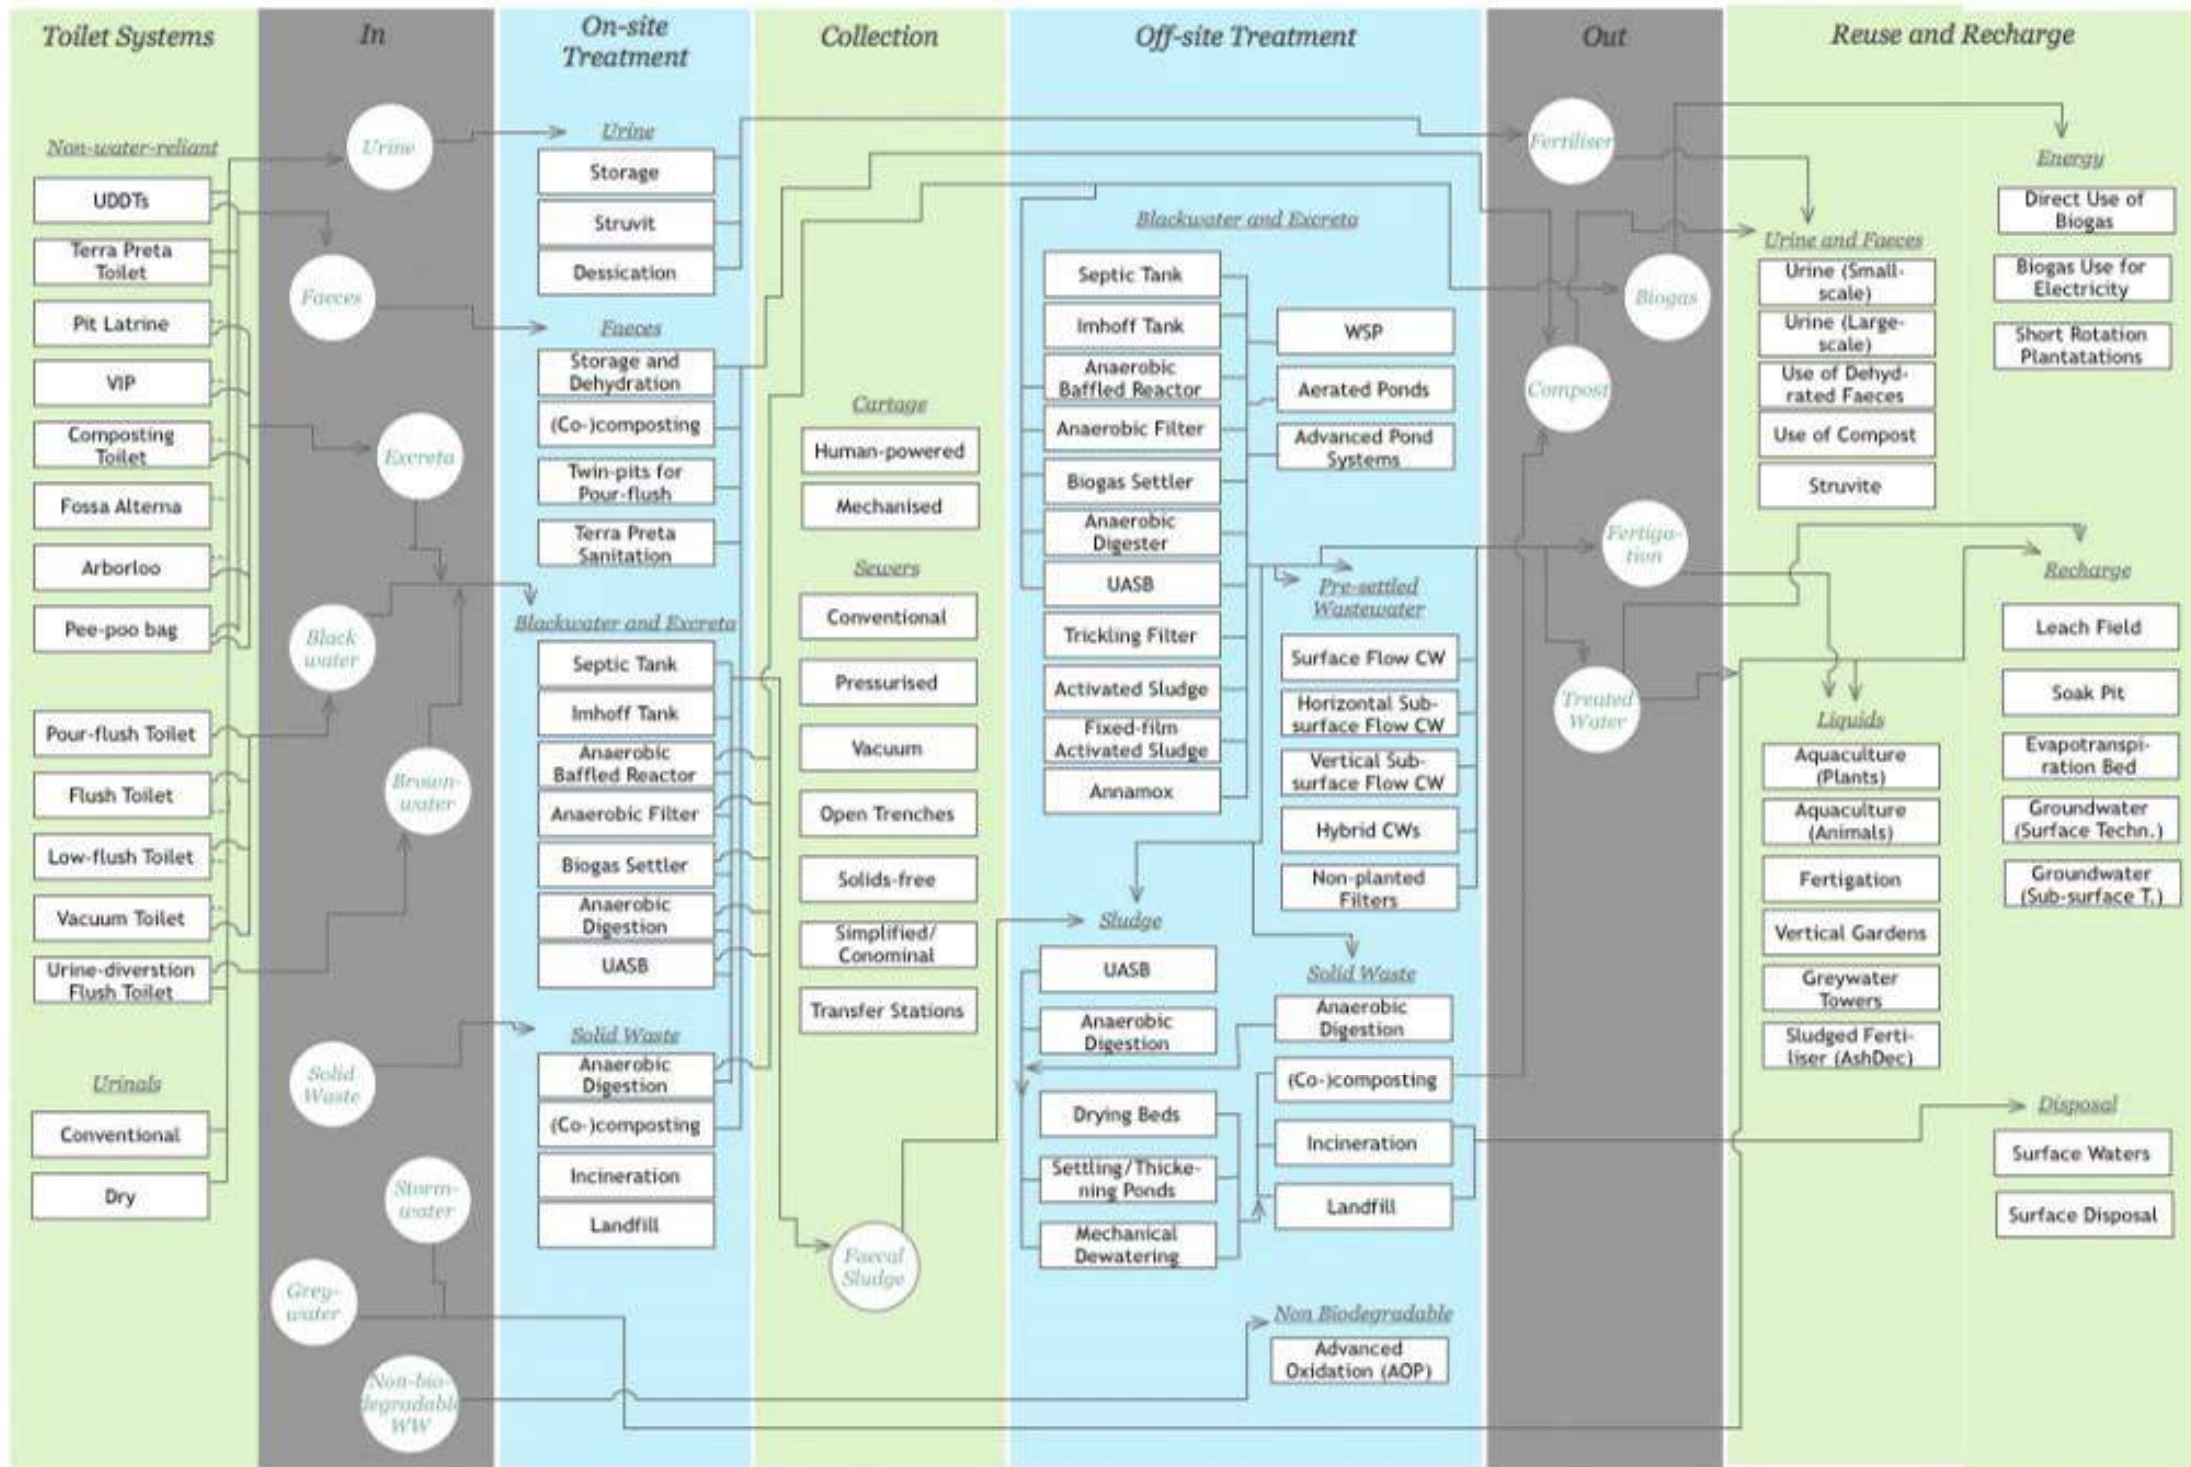 Toilet Systems
In
On-site
Treatment
Collection
Off-site Treatment
Out
Reuse and Recharge
Non-water-reliant
UDDTs
Terra Preta
Toilet
Pit Latrine
VIP
Composting
Toilet
Fossa Alterna
Arborloo
Pee-poo bag
Pour-flush Toilet
Flush Toilet
Low-flush Toilet
Vacuum Toilet
Urine-diverstion
Flush Toilet
Urinals
Conventional
Dry
Urine
Faeces
Excreta
Black
water
Brown-
water
Solid
Waste
Storm-
water
Grey-
water
Non-bio-
degradable
WW
Urine
Storage
Struvit
Dessication
Faeces
Storage and
Dehydration
(Co-)composting
Twin-pits for
Pour-flush
Terra Preta
Sanitation
Blackwater and Excreta
Septic Tank
Imhoff Tank
Anaerobic
Baffled Reactor
Anaerobic Filter
Biogas Settler
Anaerobic
Digestion
UASB
Solid Waste
Anaerobic
Digestion
(Co-)composting
Incineration
Landfill
Cartage
Human-powered
Mechanised
Sewers
Conventional
Pressurised
Vacuum
Open Trenches
Solids-free
Simplified/
Conominal
Transfer Stations
Faecal
Sludge
Blackwater and Excreta
Septic Tank
Imhoff Tank
Anaerobic
Baffled Reactor
Anaerobic Filter
Biogas Settler
Anaerobic
Digester
UASB
Trickling Filter
Activated Sludge
Fixed-film
Activated Sludge
Annamox
WSP
Aerated Ponds
Advanced Pond
Systems
Pre-settled
Wastewater
Surface Flow CW
Horizontal Sub-
surface Flow CW
Vertical Sub-
surface Flow CW
Hybrid CWs
Non-planted
Filters
Sludge
UASB
Anaerobic
Digestion
Drying Beds
Settling/Thicke-
ning Ponds
Mechanical
Dewatering
Solid Waste
Anaerobic
Digestion
(Co-)composting
Incineration
Landfill
Non Biodegradable
Advanced
Oxidation (AOP)
Fertiliser
Biogas
Compost
Fertiga-
tion
Treated
Water
Urine and Faeces
Urine (Small-
scale)
Urine (Large-
scale)
Use of Dehyd-
rated Faeces
Use of Compost
Struvite
Liquids
Aquaculture
(Plants)
Aquaculture
(Animals)
Fertigation
Vertical Gardens
Greywater
Towers
Sludged Ferti-
liser (AshDec)
Energy
Direct Use of
Biogas
Biogas Use for
Electricity
Short Rotation
Plantatations
Recharge
Leach Field
Soak Pit
Evapotranspi-
ration Bed
Groundwater
(Surface Techn.)
Groundwater
(Sub-surface T.)
Disposal
Surface Waters
Surface Disposal